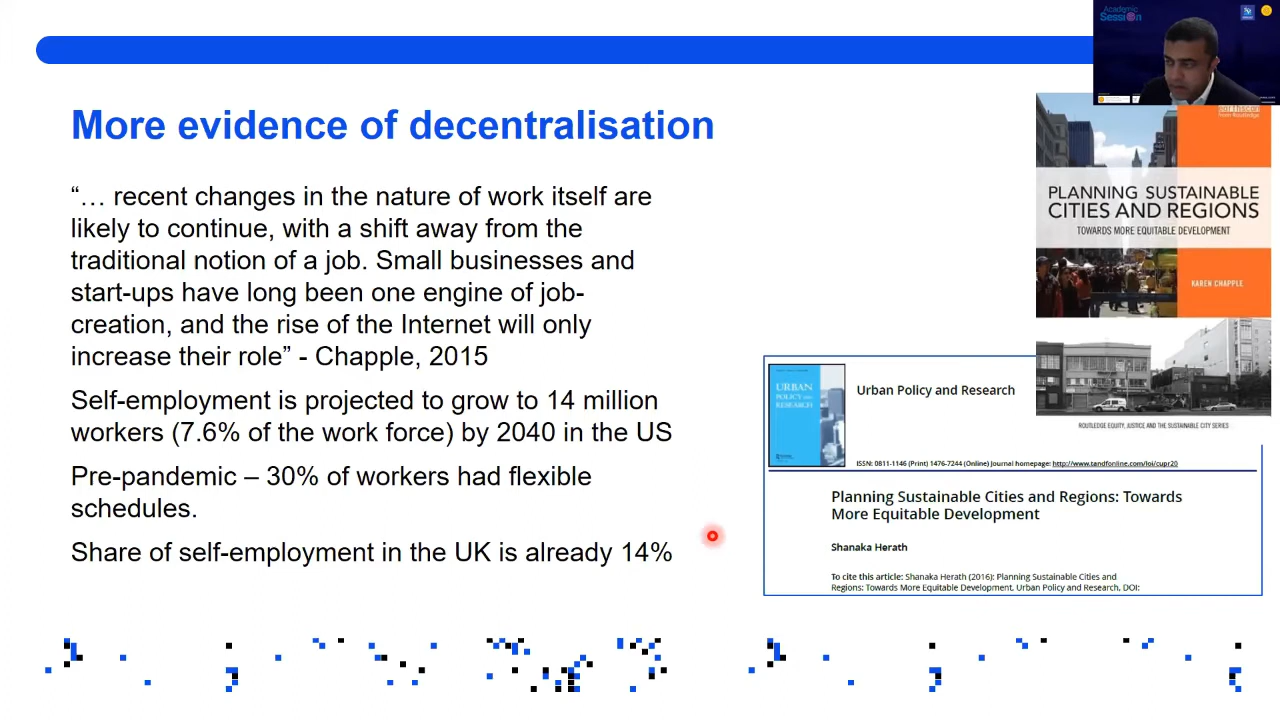 Academic
Session
More evidence of decentralisation
“… recent changes in the nature of work itself are
likely to continue, with a shift away from the
traditional notion of a job. Small businesses and
start-ups have long been one engine of job-
creation, and the rise of the Internet will only
increase their role” - Chapple, 2015
Self-employment is projected to grow to 14 million
workers (7.6% of the work force) by 2040 in the US
Pre-pandemic – 30% of workers had flexible
schedules.
Share of self-employment in the UK is already 14%
earthscan
from Routledge
PLANNING SUSTAINABLE
CITIES AND REGIONS
TOWARDS MORE EQUITABLE DEVELOPMENT
KAREN CHAPPLE
ROUTLEDGE EQUITY, JUSTICE AND THE SUSTAINABLE CITY SERIES
URBAN
POLICY AND
RESEARCH
Urban Policy and Research
ISSN: 0811-1146 (Print) 1476-7244 (Online) Journal homepage: http://www.tandfonline.com/loi/cupr20
Planning Sustainable Cities and Regions: Towards
More Equitable Development
Shanaka Herath
To cite this article: Shanaka Herath (2016): Planning Sustainable Cities and
Regions: Towards More Equitable Development, Urban Policy and Research, DOI: